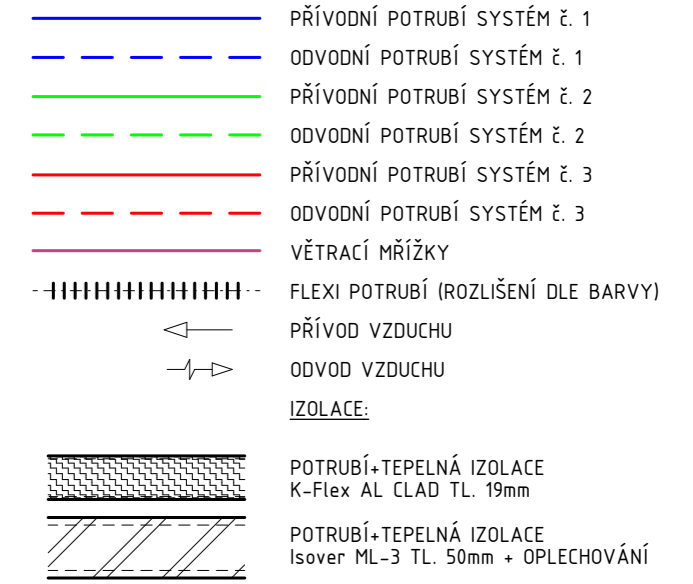 PŘÍVODNÍ POTRUBÍ SYSTÉM č. 1
ODVODNÍ POTRUBÍ SYSTÉM č. 1
PŘÍVODNÍ POTRUBÍ SYSTÉM č. 2
ODVODNÍ POTRUBÍ SYSTÉM č. 2
PŘÍVODNÍ POTRUBÍ SYSTÉM č. 3
ODVODNÍ POTRUBÍ SYSTÉM č. 3
VĚTRACÍ MŘÍŽKY
FLEXI POTRUBÍ (ROZLIŠENÍ DLE BARVY)
PŘÍVOD VZDUCHU
ODVOD VZDUCHU
IZOLACE:
POTRUBÍ+TEPELNÁ IZOLACE
K-Flex AL CLAD TL. 19mm
POTRUBÍ+TEPELNÁ IZOLACE
Isover ML-3 TL. 50mm + OPLECHOVÁNÍ